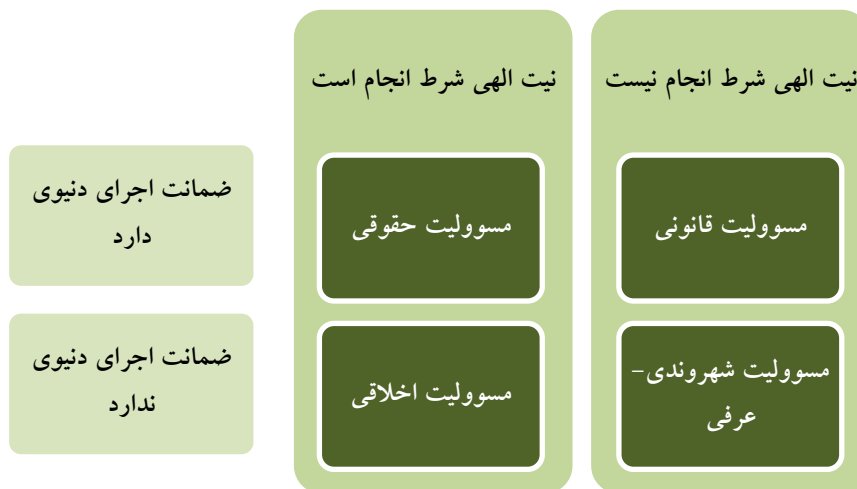 نیت الهی شرط انجام نیست
نیت الهی شرط انجام است
ضمانت اجرای دنیوی
دارد
مسوولیت حقوقی
مسوولیت قانونی
ضمانت اجرای دنیوی
ندارد
مسوولیت اخلاقی
مسوولیت شهروندی-
عرفی